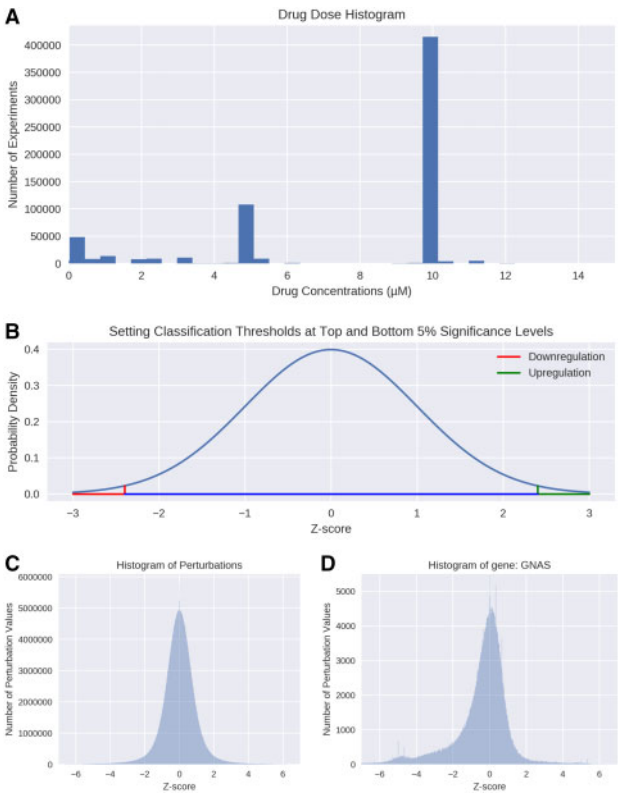 A
Drug Dose Histogram
Number of Experiments
400000
350000
300000
250000
200000
150000
100000
50000
0
0 2 4 6 8 10 12 14
Drug Concentrations (µM)
B
Setting Classification Thresholds at Top and Bottom 5% Significance Levels
Probability Density
0.4
0.3
0.2
0.1
0.0
Downregulation
Upregulation
−3 −2 −1 0 1 2 3
Z-score
C
Histogram of Perturbations
Number of Perturbation Values
6000000
5000000
4000000
3000000
2000000
1000000
0
−6 −4 −2 0 2 4 6
Z-score
D
Histogram of gene: GNAS
Number of Perturbation Values
5000
4000
3000
2000
1000
0
−6 −4 −2 0 2 4 6
Z-score